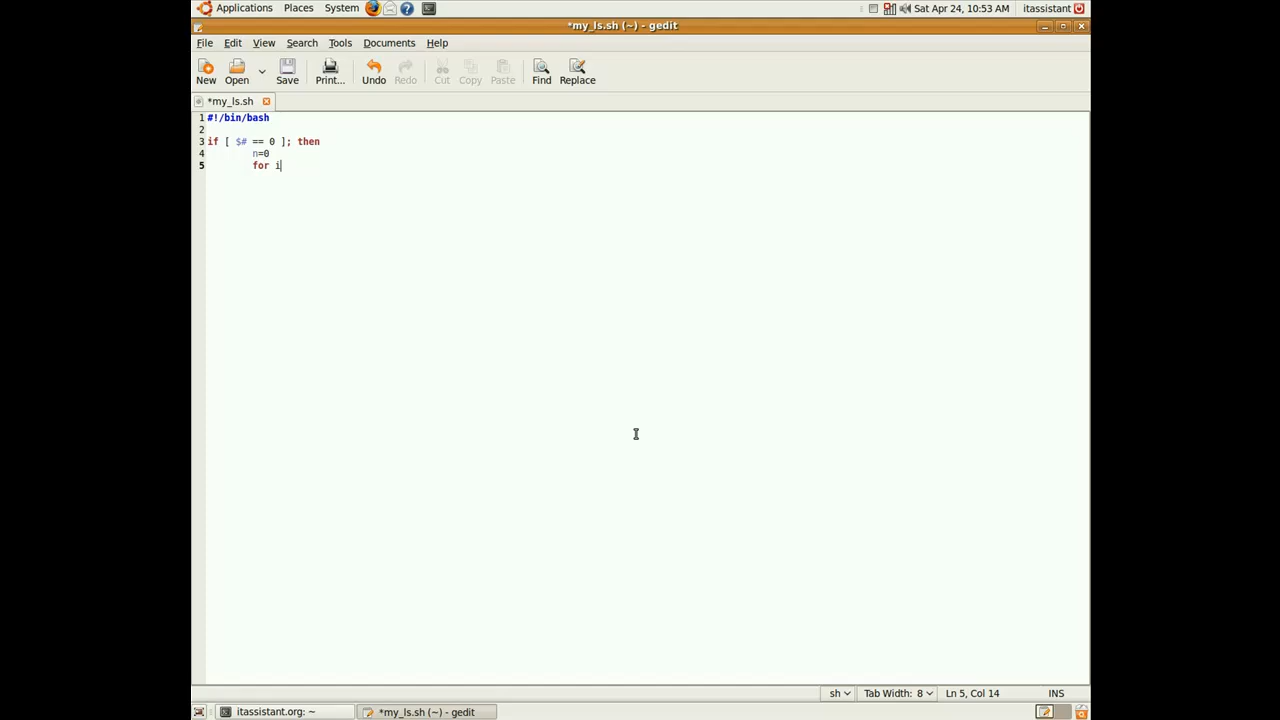 Applications Places System Sat Apr 24, 10:53 AM itassistant
*my_ls.sh (~) - gedit
File Edit View Search Tools Documents Help
New Open Save Print... Undo Redo Cut Copy Paste Find Replace
*my_ls.sh
1 #!/bin/bash
2
3 if [ $# == 0 ]; then
4 n=0
5 for i
sh Tab Width: 8 Ln 5, Col 14 INS
itassistant.org: ~ *my_ls.sh (~) - gedit